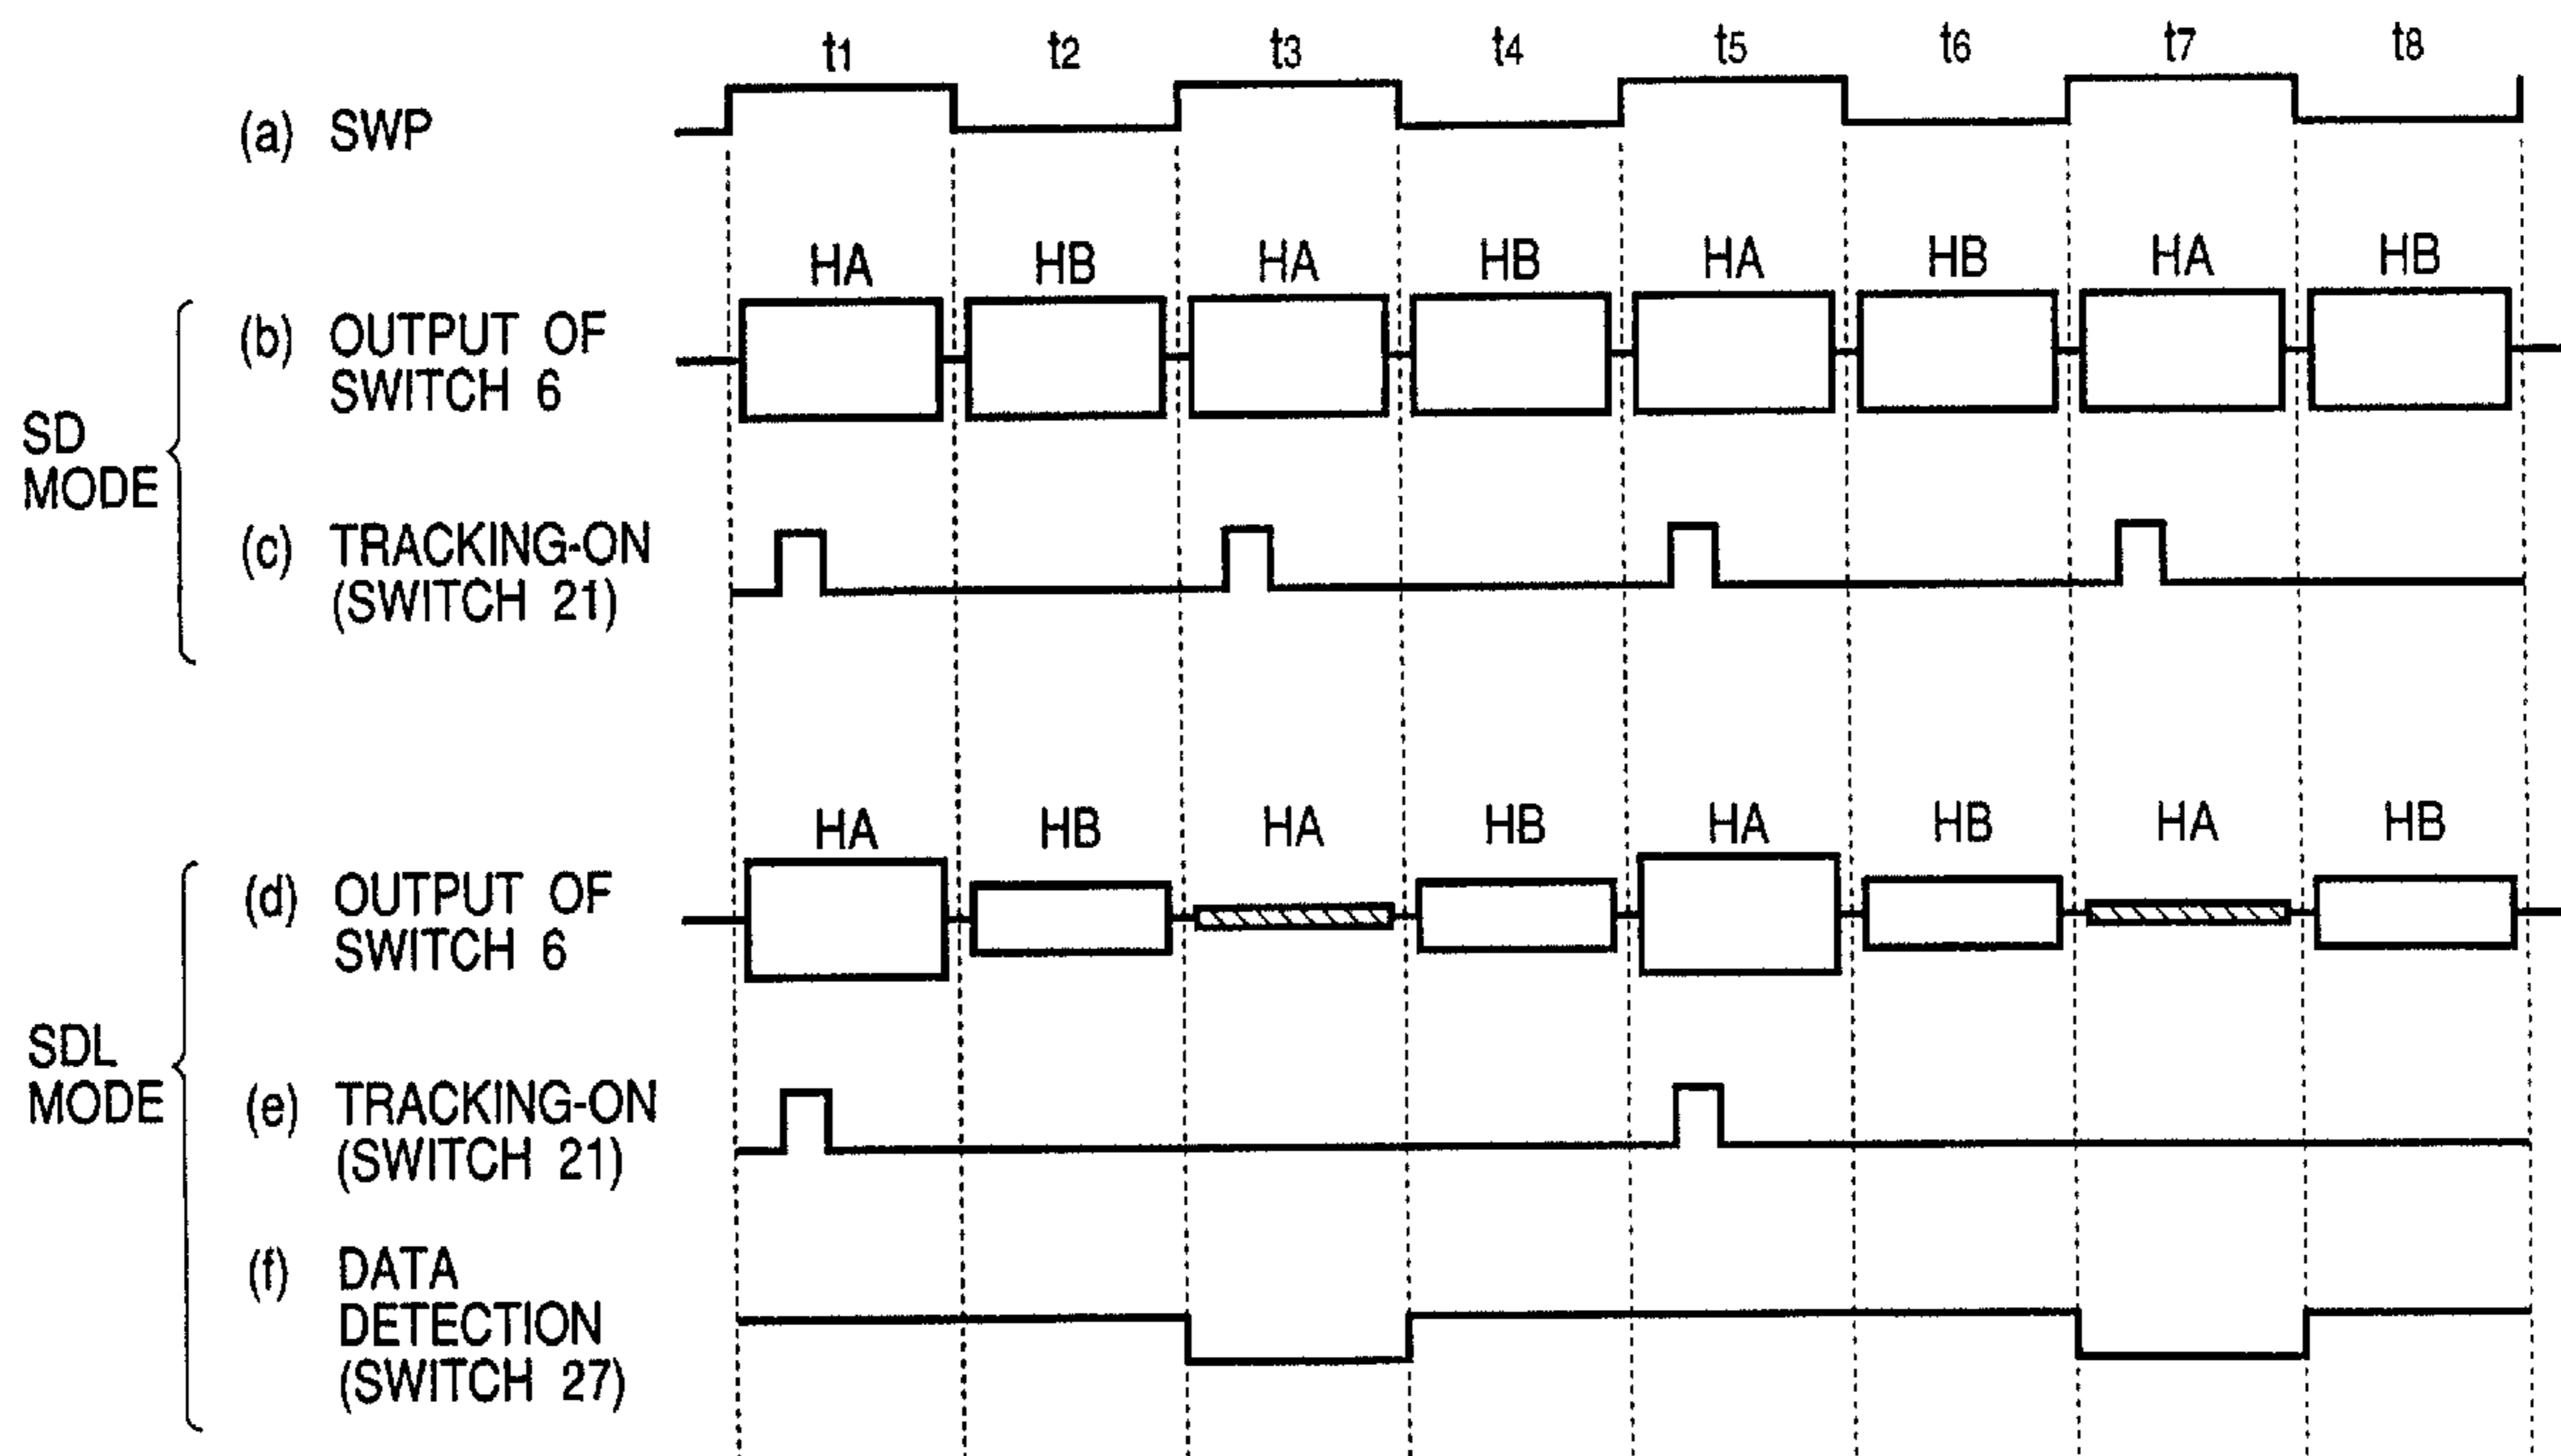 t1 t2 t3 t4 t5 t6 t7 t8
(a) SWP
HA HB HA HB HA HB HA HB
SD
MODE
(b) OUTPUT OF
SWITCH 6
(c) TRACKING-ON
(SWITCH 21)
HA HB HA HB HA HB HA HB
SDL
MODE
(d) OUTPUT OF
SWITCH 6
(e) TRACKING-ON
(SWITCH 21)
(f) DATA
DETECTION
(SWITCH 27)